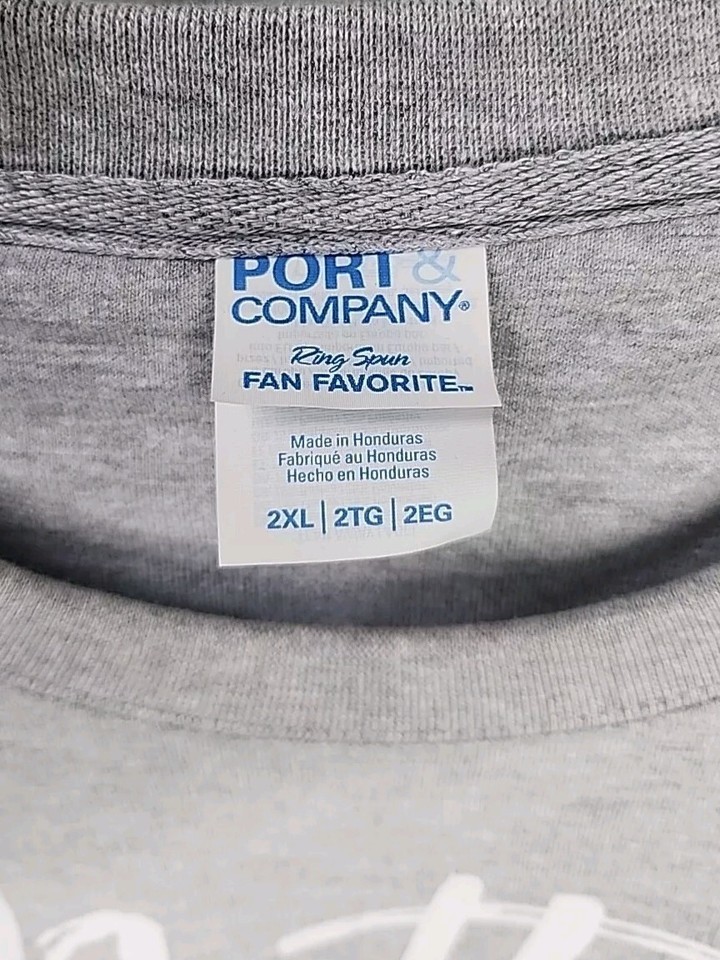 PORT &
COMPANY®
Ring Spun
FAN FAVORITE™
Made in Honduras
Fabriqué au Honduras
Hecho en Honduras
2XL | 2TG | 2EG